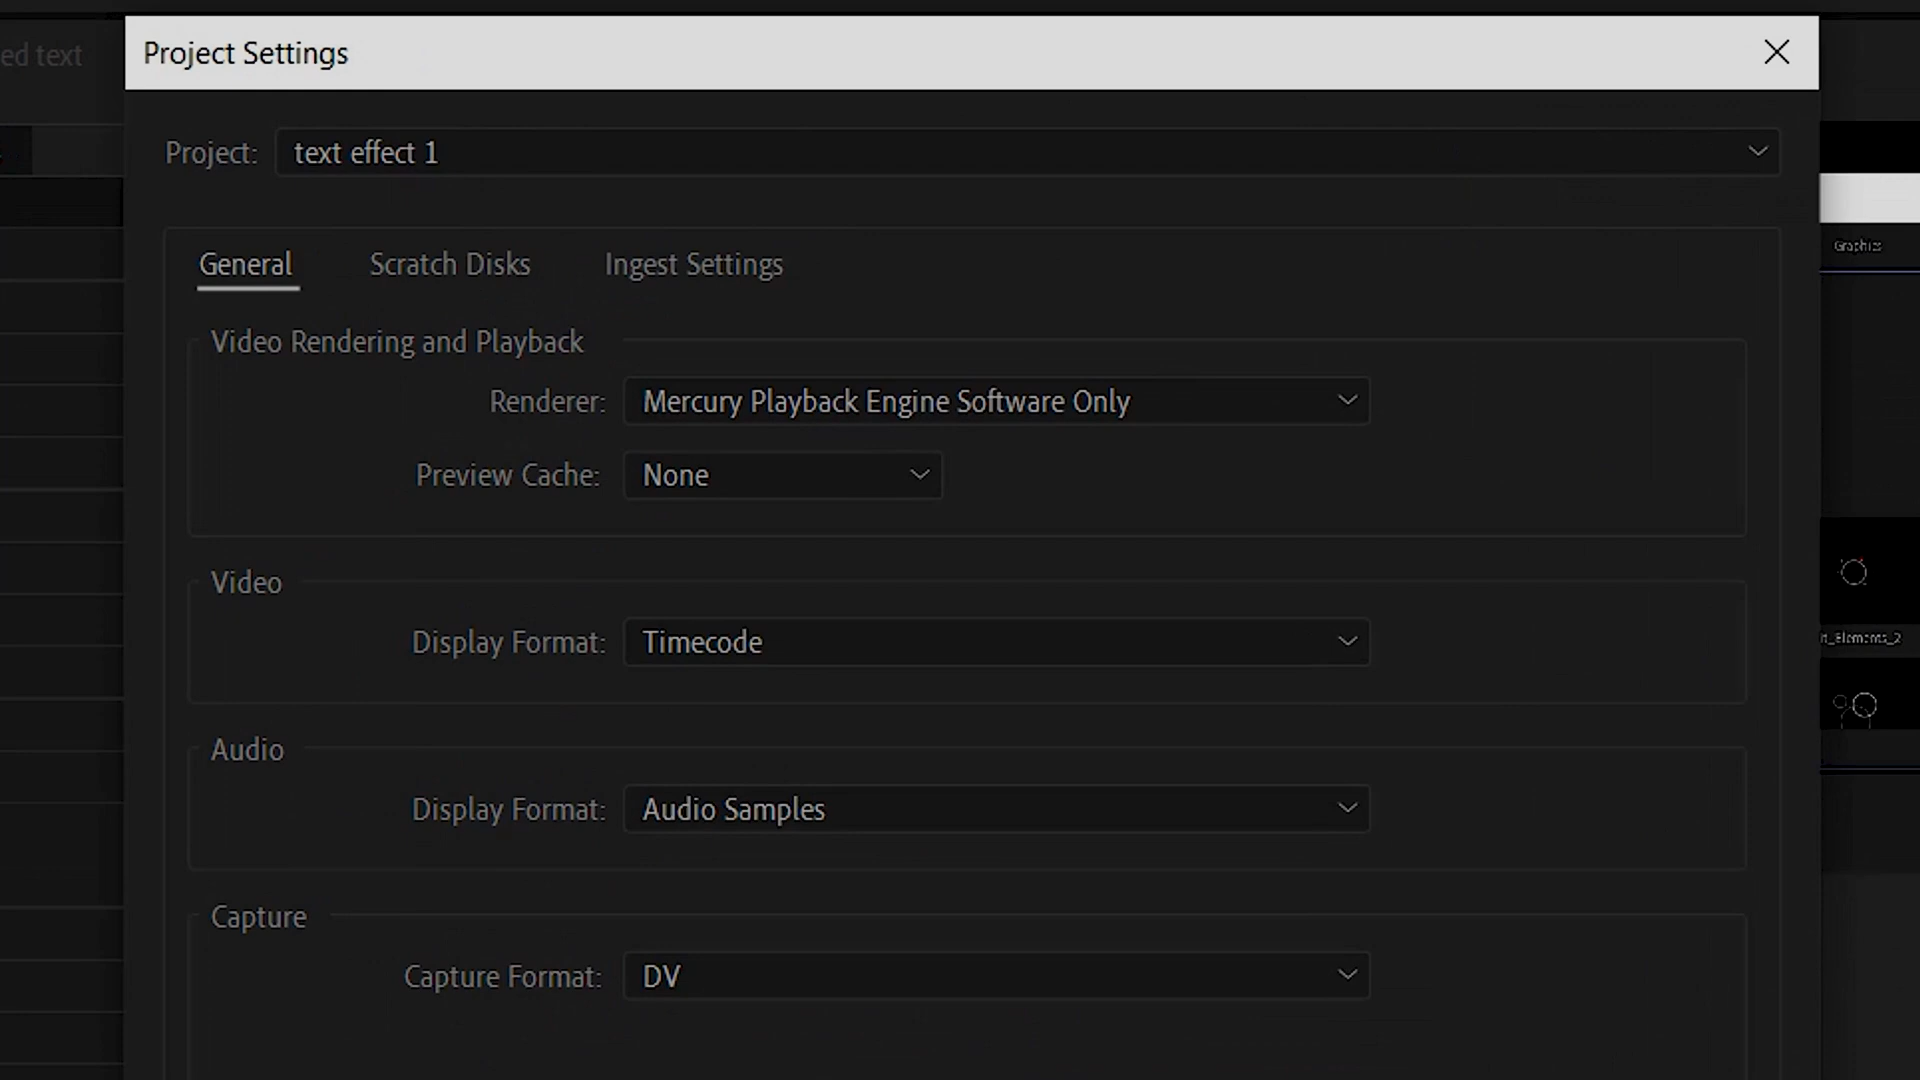 ed text
Project Settings
Project: text effect 1
General Scratch Disks Ingest Settings
Graphics
Video Rendering and Playback
Renderer: Mercury Playback Engine Software Only
Preview Cache: None
Video
Display Format: Timecode
t_Elements_2
Audio
Display Format: Audio Samples
Capture
Capture Format: DV